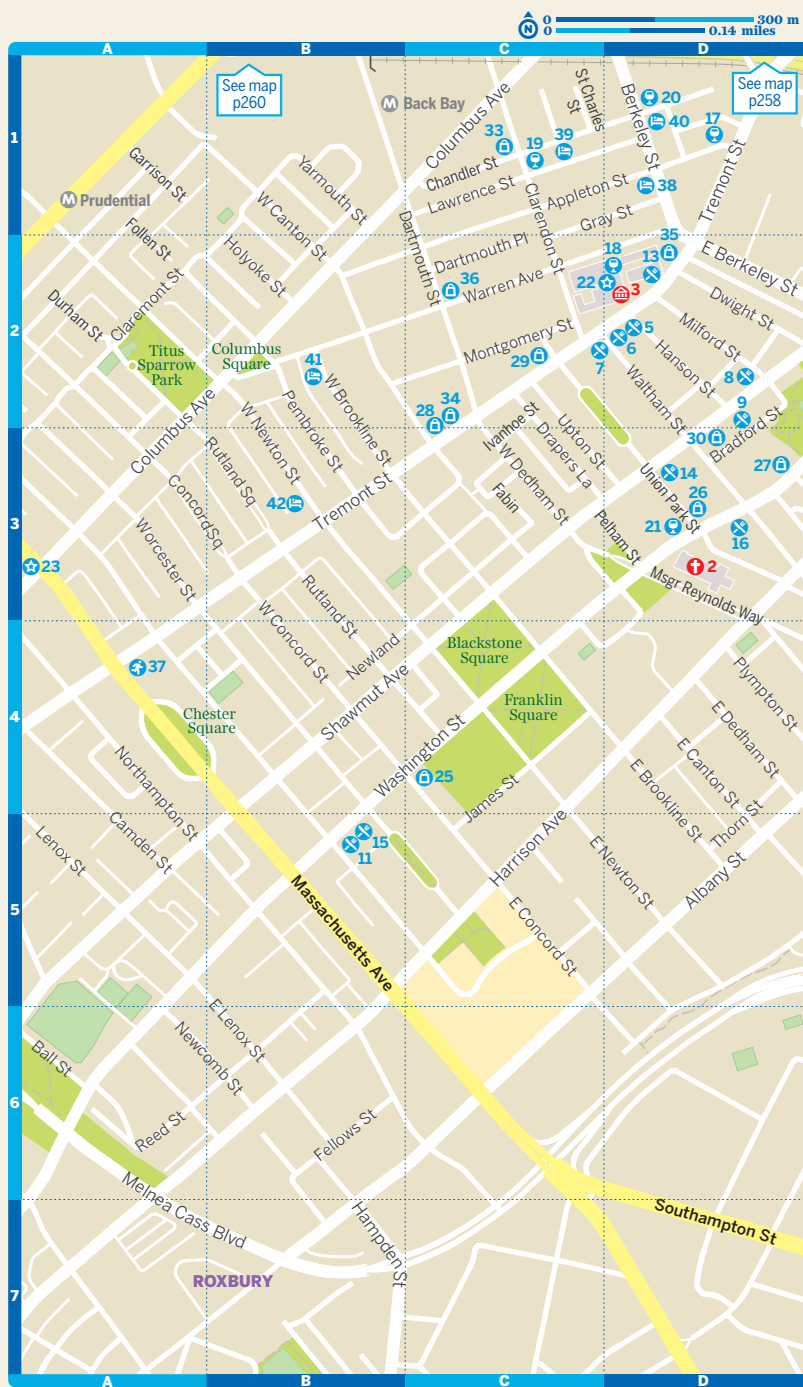 N
0
300 m
0
0.14 miles
A
B
C
D
See map
p260
See map
p258
1
2
3
4
5
6
7
Back Bay
M
Prudential
M
Columbus Ave
St Charles
St
Berkeley St
20
40
17
33
19
39
Chandler St
Lawrence St
Appleton St
38
Tremont St
Garrison St
Yarmouth St
Clarendon St
Gray St
W Canton St
Follen St
Holyoke St
Dartmouth St
Dartmouth Pl
18
35
13
E Berkeley St
Claremont St
36
Warren Ave
22
3
Durham St
Dwight St
Titus
Sparrow
Park
Columbus
Square
41
Montgomery St
29
7
6
5
Milford St
Hanson St
8
Columbus Ave
W Brookline St
Pembroke St
W Newton St
28
34
Waltham St
9
30
Bradford St
Ivanhoe St
Upton St
Drapers La
Rutland Sq
Concord Sq
42
Tremont St
W Dedham St
Fabin
14
27
Union Park St
26
21
16
Pelham St
2
Msgr Reynolds Way
23
Worcester St
Rutland St
W Concord St
Newland
Blackstone
Square
37
Shawmut Ave
Franklin
Square
Plympton St
Chester
Square
Washington St
E Dedham St
25
E Canton St
James St
E Brookline St
Thorn St
Northampton St
Camden St
Lenox St
15
11
Harrison Ave
E Newton St
Albany St
Massachusetts Ave
E Concord St
E Lenox St
Newcomb St
Ball St
Reed St
Fellows St
Melnea Cass Blvd
Hampden St
Southampton St
ROXBURY
A
B
C
D